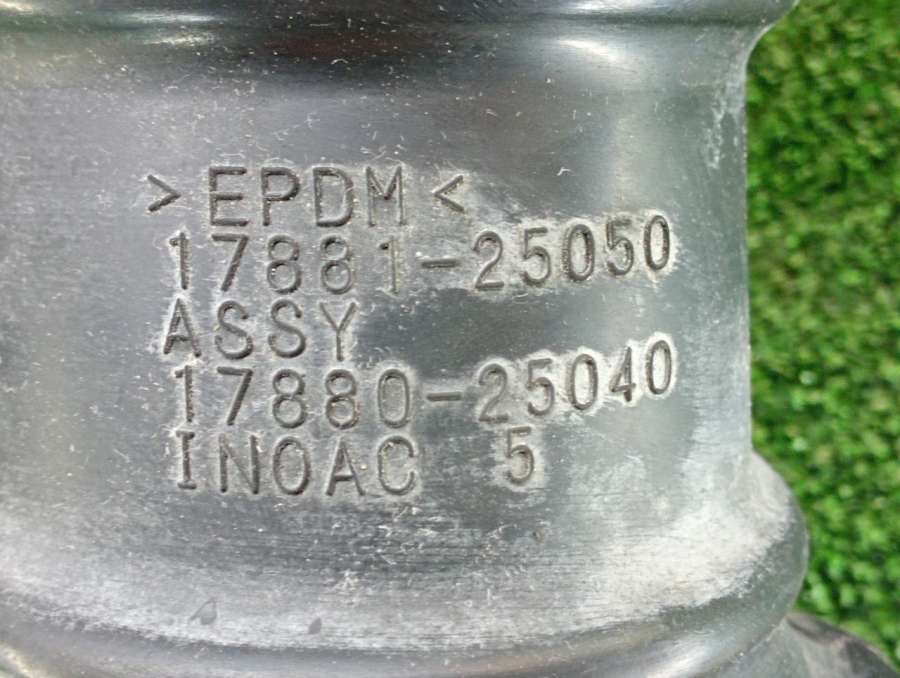 >EPDM<
17881-25050
ASSY
17880-25040
INOAC 5